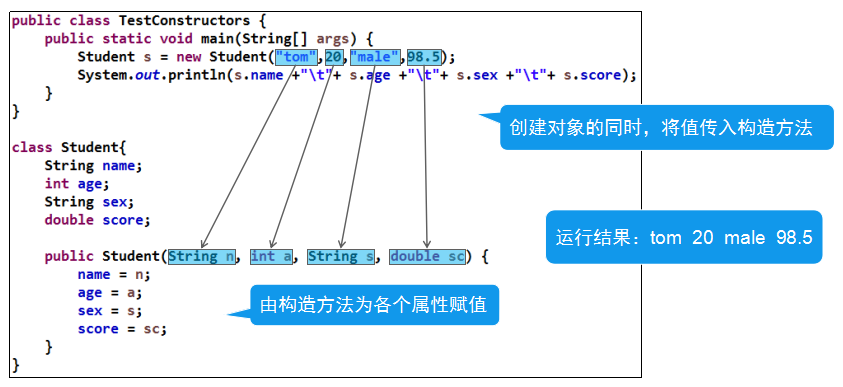 public class TestConstructors {
    public static void main(String[] args) {
        Student s = new Student("tom",20,"male",98.5);
        System.out.println(s.name +"\t"+ s.age +"\t"+ s.sex +"\t"+ s.score);
    }
}
创建对象的同时，将值传入构造方法
class Student{
    String name;
    int age;
    String sex;
    double score;
运行结果：tom  20  male  98.5
    public Student(String n, int a, String s, double sc) {
        name = n;
        age = a;
        sex = s;
        score = sc;
由构造方法为各个属性赋值
    }
}